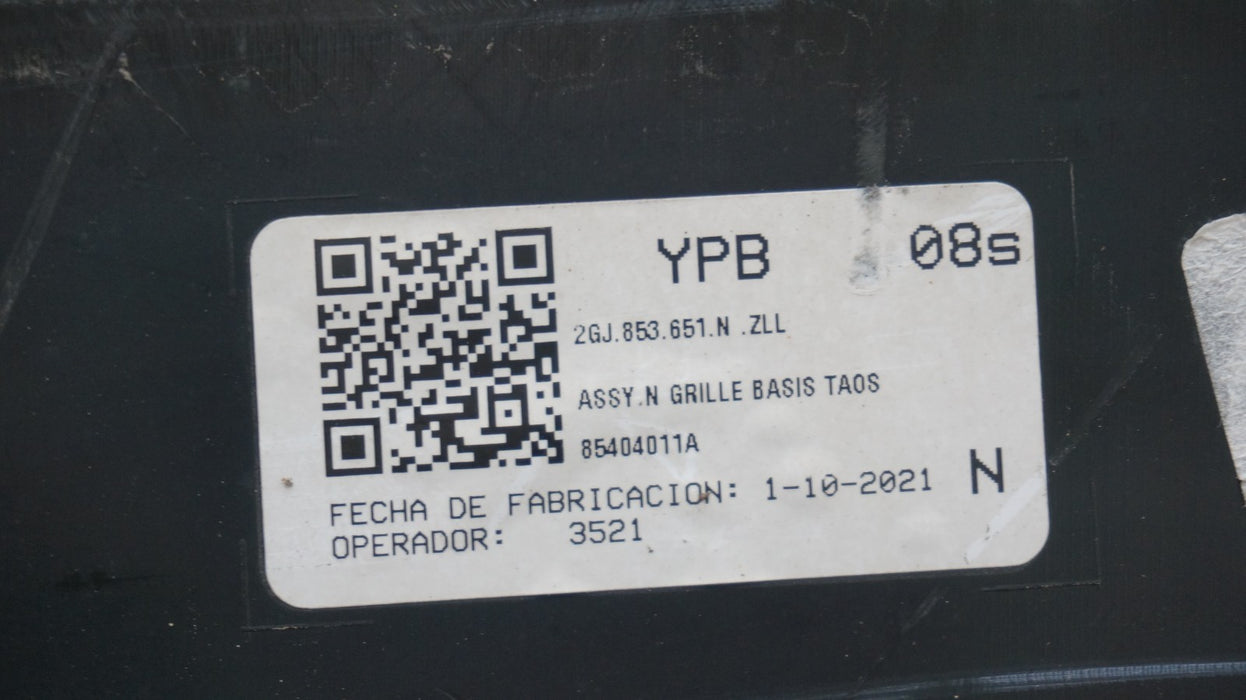 YPB 08s
2GJ.853.651.N .ZLL
ASSY.N GRILLE BASIS TAOS
85404011A
N
FECHA DE FABRICACION: 1-10-2021
OPERADOR: 3521